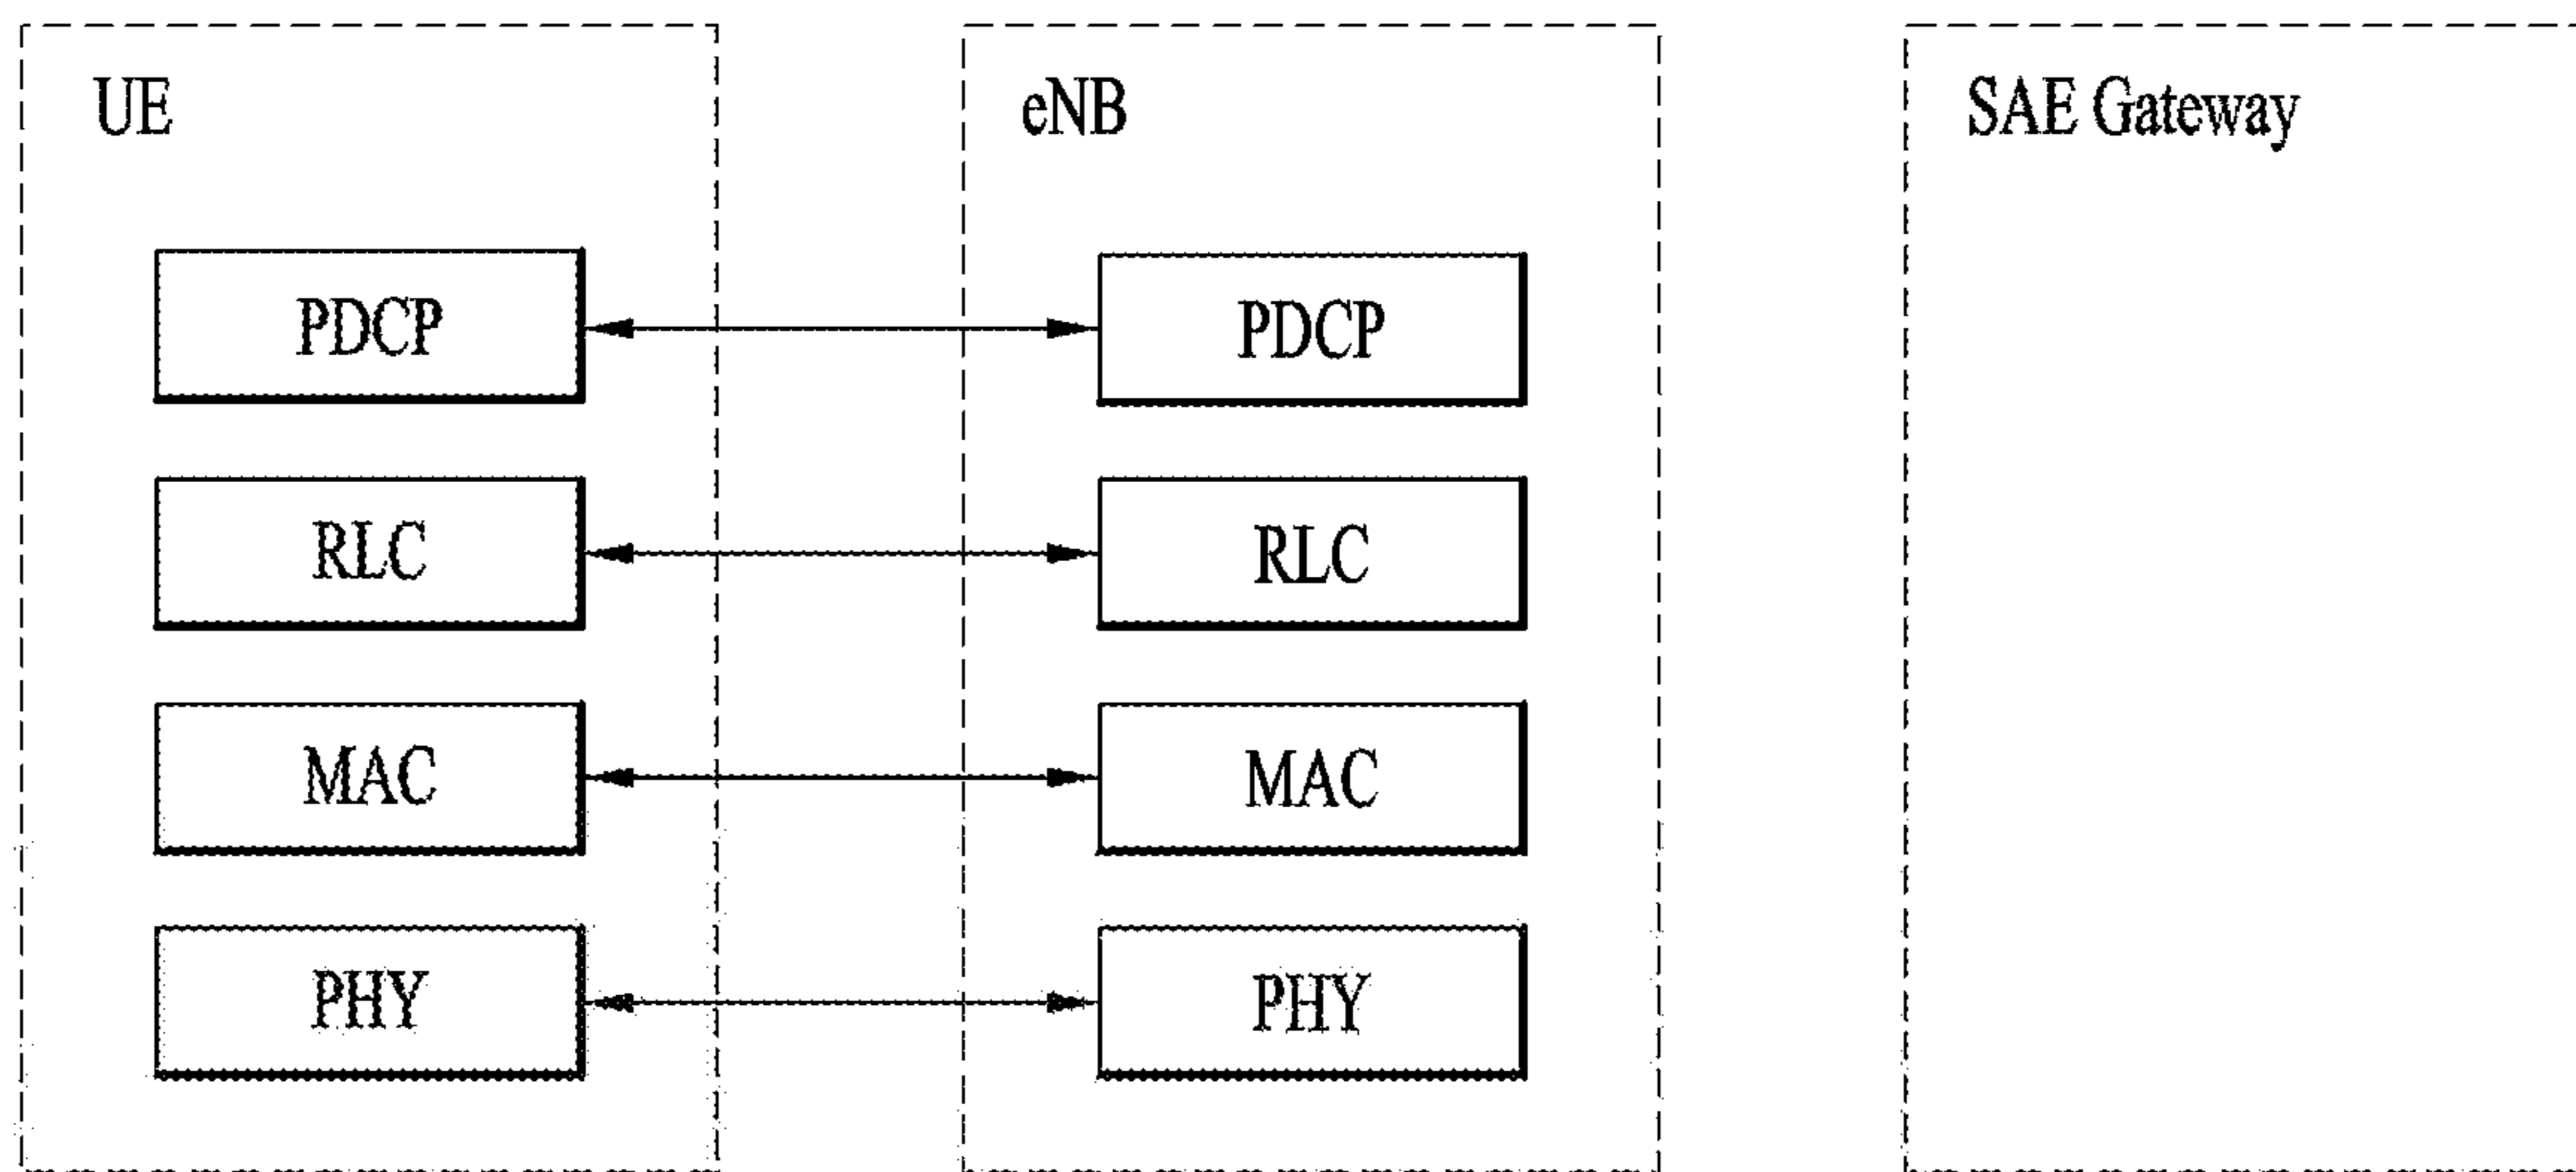 UE
eNB
SAE Gateway
PDCP
PDCP
RLC
RLC
MAC
MAC
PHY
PHY